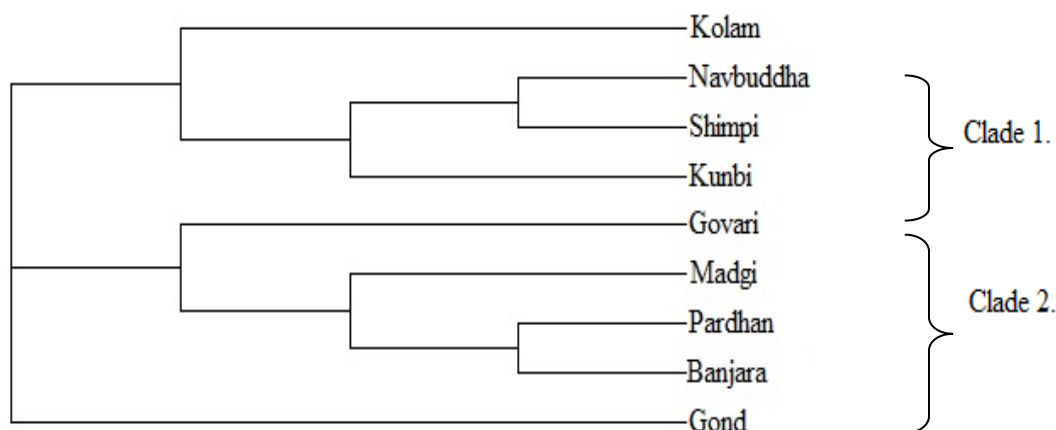 Kolam
Navbuddha
Shimpi
Clade 1.
Kunbi
Govari
Madgi
Clade 2.
Pardhan
Banjara
Gond